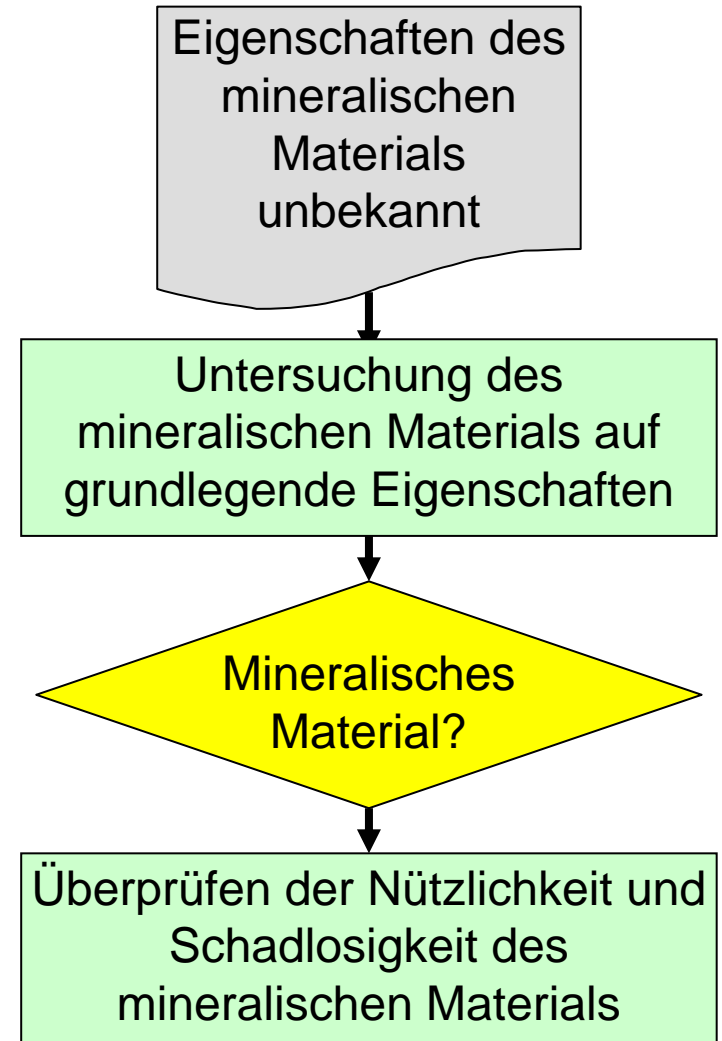 Eigenschaften des
mineralischen
Materials
unbekannt
Untersuchung des
mineralischen Materials auf
grundlegende Eigenschaften
Mineralisches
Material?
Überprüfen der Nützlichkeit und
Schadlosigkeit des
mineralischen Materials